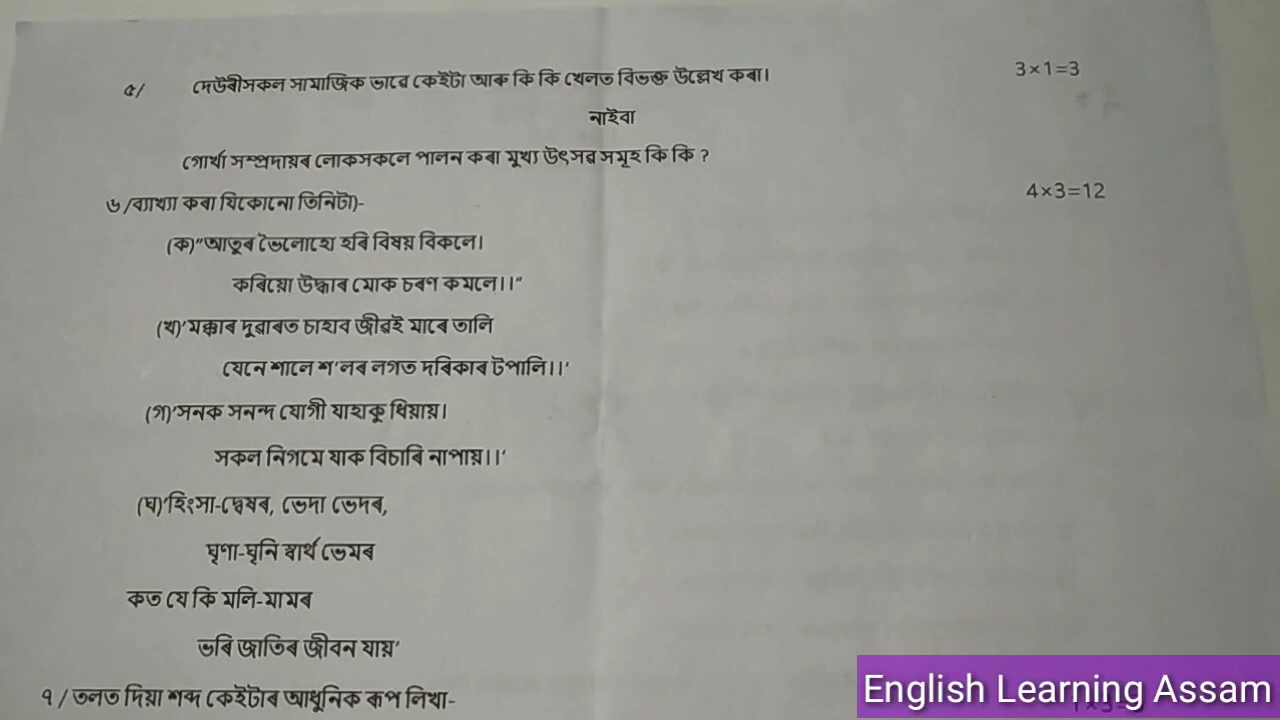 ৫/ দেউৰীসকল সামাজিক ভাৱে কেইটা আৰু কি কি খেলত বিভক্ত উল্লেখ কৰা। 3×1=3
নাইবা
গোৰ্খা সম্প্ৰদায়ৰ লোকসকলে পালন কৰা মুখ্য উৎসৱ সমূহ কি কি ?
৬/ব্যাখ্যা কৰা যিকোনো তিনিটা)- 4×3=12
(ক)"আতুৰ ভৈলোহো হৰি বিষয় বিকলে।
কৰিয়ো উদ্ধাৰ মোক চৰণ কমলে।।"
(খ)'মক্কাৰ দুৱাৰত চাহাব জীৱই মাৰে তালি
যেনে শালে শ'লৰ লগত দৰিকাৰ টপালি।।'
(গ)'সনক সনন্দ যোগী যাহাকু ধিয়ায়।
সকল নিগমে যাক বিচাৰি নাপায়।।'
(ঘ)'হিংসা-দ্বেষৰ, ভেদা ভেদৰ,
ঘৃণা-ঘৃনি স্বাৰ্থ ভেমৰ
কত যে কি মলি-মামৰ
ভৰি জাতিৰ জীবন যায়'
৭/ তলত দিয়া শব্দ কেইটাৰ আধুনিক ৰূপ লিখা-
English Learning Assam